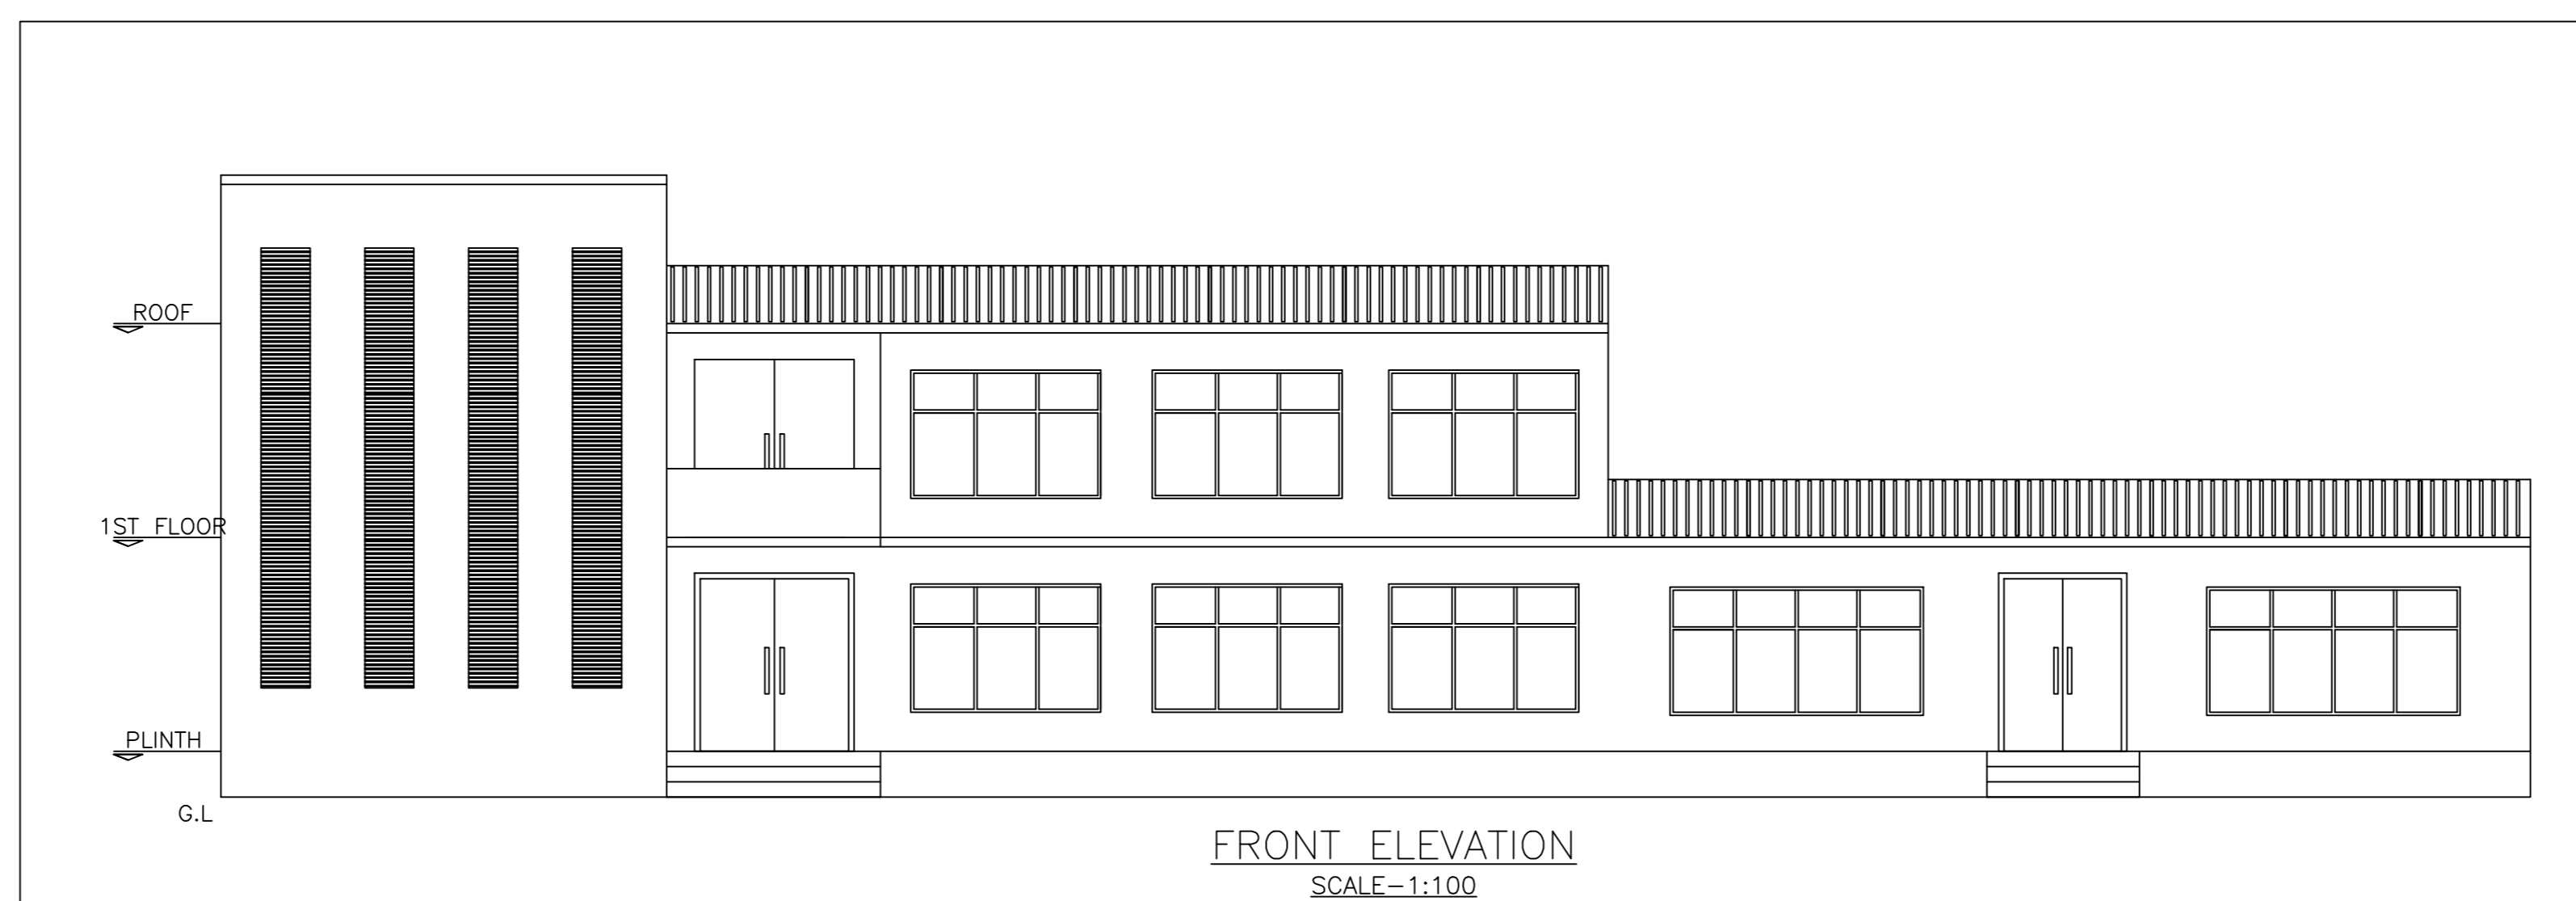 ROOF
1ST FLOOR
PLINTH
G.L
FRONT ELEVATION
SCALE-1:100